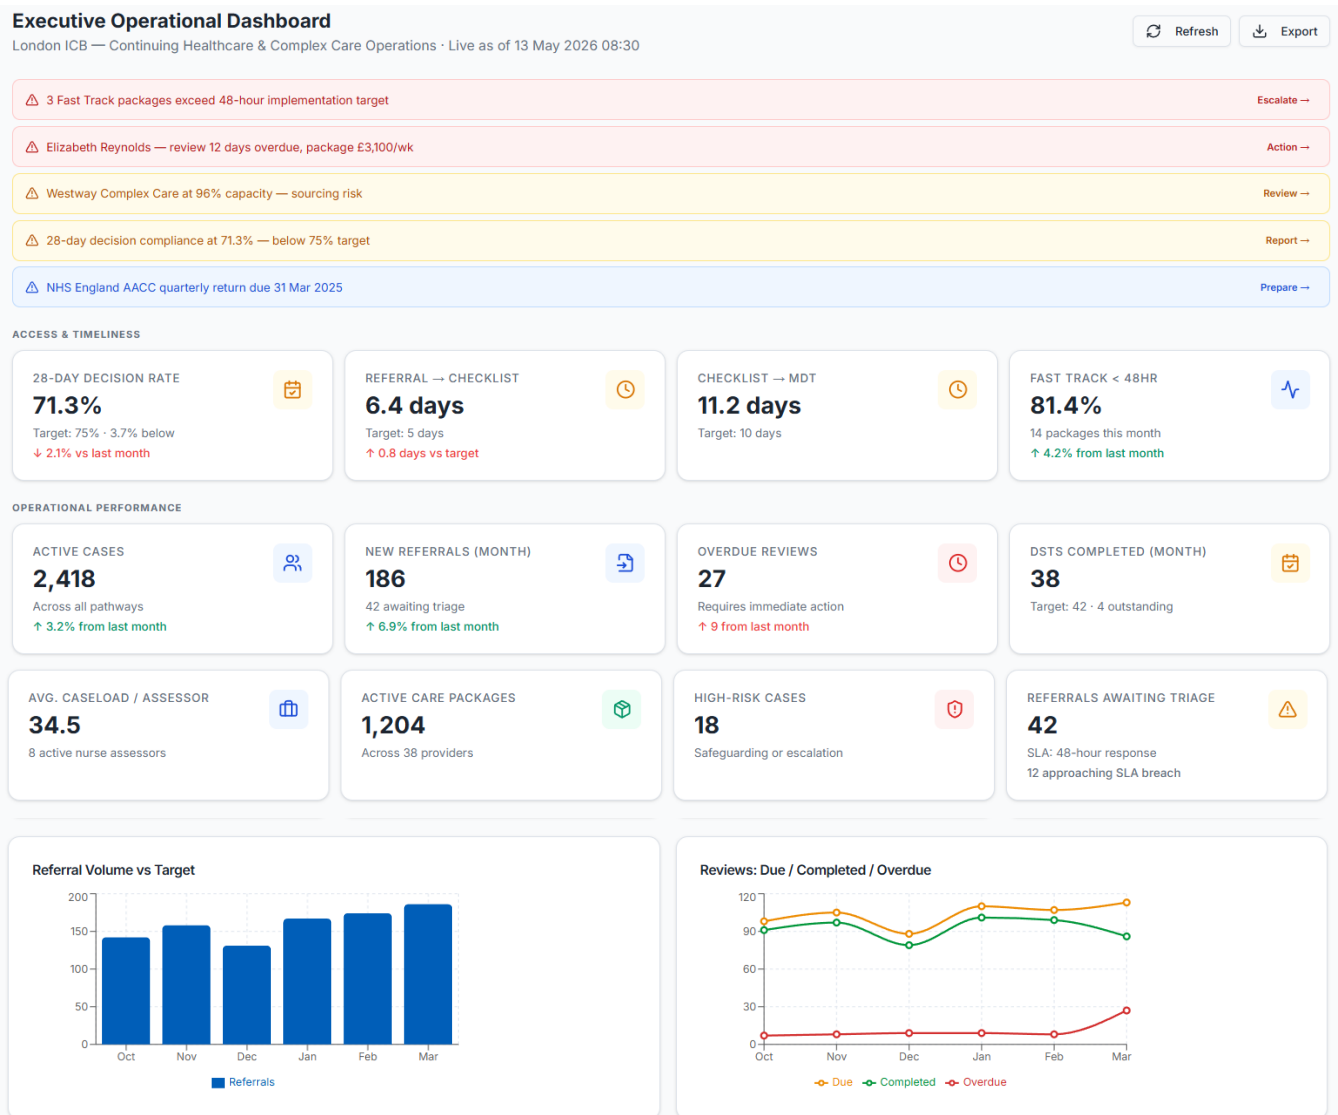 Executive Operational Dashboard
London ICB — Continuing Healthcare & Complex Care Operations · Live as of 13 May 2026 08:30
Refresh
Export
3 Fast Track packages exceed 48-hour implementation target
Escalate →
Elizabeth Reynolds — review 12 days overdue, package £3,100/wk
Action →
Westway Complex Care at 96% capacity — sourcing risk
Review →
28-day decision compliance at 71.3% — below 75% target
Report →
NHS England AACC quarterly return due 31 Mar 2025
Prepare →
ACCESS & TIMELINESS
28-DAY DECISION RATE
71.3%
Target: 75% · 3.7% below
↓ 2.1% vs last month
REFERRAL → CHECKLIST
6.4 days
Target: 5 days
↑ 0.8 days vs target
CHECKLIST → MDT
11.2 days
Target: 10 days
FAST TRACK < 48HR
81.4%
14 packages this month
↑ 4.2% from last month
OPERATIONAL PERFORMANCE
ACTIVE CASES
2,418
Across all pathways
↑ 3.2% from last month
NEW REFERRALS (MONTH)
186
42 awaiting triage
↑ 6.9% from last month
OVERDUE REVIEWS
27
Requires immediate action
↑ 9 from last month
DSTS COMPLETED (MONTH)
38
Target: 42 · 4 outstanding
AVG. CASELOAD / ASSESSOR
34.5
8 active nurse assessors
ACTIVE CARE PACKAGES
1,204
Across 38 providers
HIGH-RISK CASES
18
Safeguarding or escalation
REFERRALS AWAITING TRIAGE
42
SLA: 48-hour response
12 approaching SLA breach
Referral Volume vs Target
200
150
100
50
0
Oct Nov Dec Jan Feb Mar
Referrals
Reviews: Due / Completed / Overdue
120
90
60
30
0
Oct Nov Dec Jan Feb Mar
Due Completed Overdue